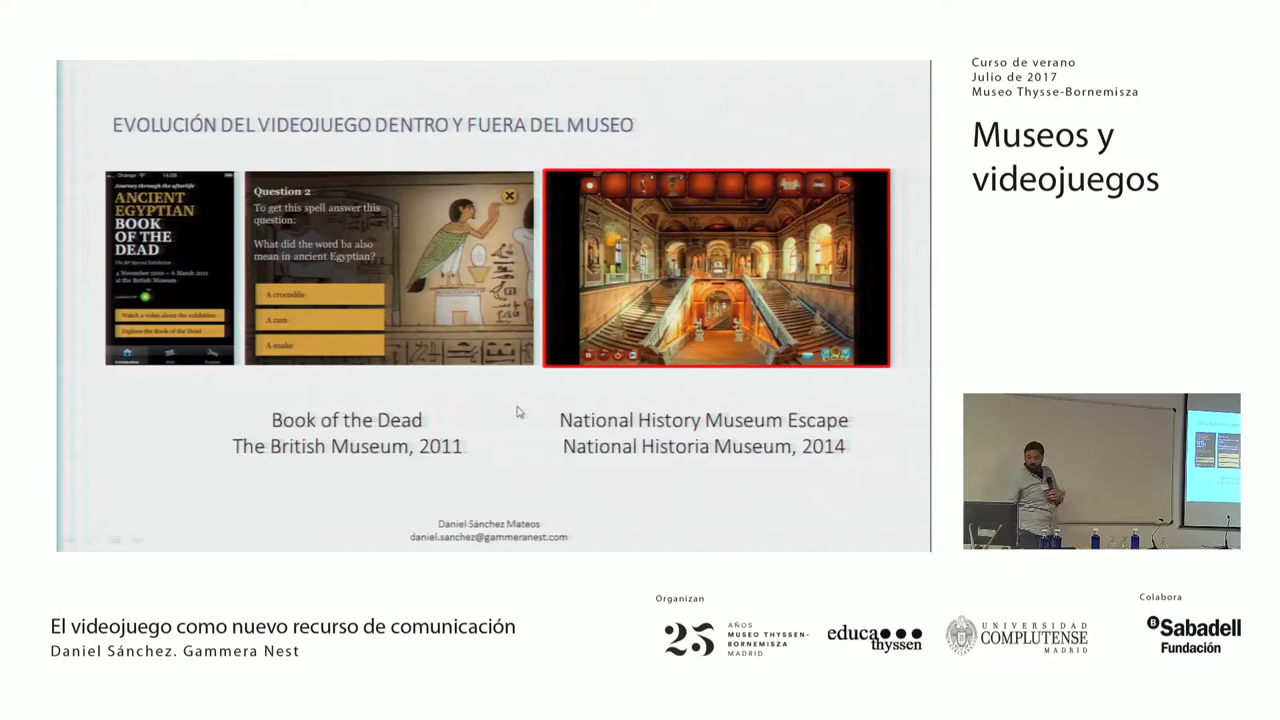 Curso de verano
Julio de 2017
Museo Thysse-Bornemisza
Museos y
videojuegos
EVOLUCIÓN DEL VIDEOJUEGO DENTRO Y FUERA DEL MUSEO
Orange
14:58
Journey through the afterlife
ANCIENT
EGYPTIAN
BOOK
OF THE
DEAD
The BP Special Exhibition
4 November 2010 – 6 March 2011
at the British Museum
Watch a video about the exhibition
Explore the Book of the Dead
Question 2
To get this spell answer this
question:
What did the word ba also
mean in ancient Egyptian?
A crocodile
A ram
A snake
Book of the Dead
The British Museum, 2011
National History Museum Escape
National Historia Museum, 2014
Daniel Sánchez Mateos
daniel.sanchez@gammeranest.com
El videojuego como nuevo recurso de comunicación
Daniel Sánchez. Gammera Nest
Organizan
25
AÑOS
MUSEO THYSSEN-
BORNEMISZA
MADRID
educa
thyssen
UNIVERSIDAD
COMPLUTENSE
MADRID
Colabora
B Sabadell
Fundación